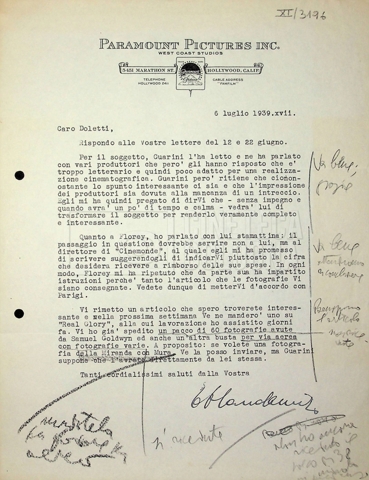 XI/3196
PARAMOUNT PICTURES INC.
WEST COAST STUDIOS
5451 MARATHON ST.
HOLLYWOOD, CALIF.
TELEPHONE
HOLLYWOOD 2411
CABLE ADDRESS
"FAMFILM"
6 luglio 1939.xvii.
Caro Doletti,
Rispondo alle Vostre lettere del 12 e 22 giugno.
Per il soggetto, Guarini l'ha letto e ne ha parlato
con vari produttori che pero' gli hanno risposto che e'
troppo letterario e quindi poco adatto per una realizza-
zione cinematografica. Guarini pero' ritiene che ciono-
nostante lo spunto interessante ci sia e che l'impressione
dei produttori sia dovuta alla mancanza di un intreccio.
Egli mi ha quindi pregato di dirVi che - senza impegno e
quando avra' un po' di tempo e calma - vedra' lui di
trasformare il soggetto per renderlo veramente completo
e interessante.
Quanto a Florey, ho parlato con lui stamattina: il
passaggio in questione dovrebbe servire non a lui, ma al
direttore di "Cinemonde", al quale egli mi ha promesso
di scrivere suggerendogli di indicarVi piuttosto la cifra
che desidera ricevere a rimborso delle sue spese. In ogni
modo, Florey mi ha ripetuto che da parte sua ha impartito
istruzioni perche' tanto l'articolo che le fotografie Vi
siano consegnate. Vedete dunque di metterVi d'accordo con
Parigi.
Vi rimetto un articolo che spero troverete interes-
sante e nella prossima settimana Ve ne mandero' uno su
"Real Glory", alle cui lavorazione ho assistito giorni
fa. Vi ho gia' spedito un pacco di 60 fotografie avute
da Samuel Goldwyn ed anche un'altra busta per via aerea
con fotografie varie. A proposito: se volete una fotogra-
fia della Miranda con Mura, Ve la posso inviare, ma Guarini
suppone che l'avrete direttamente da lei stessa.
Tanti cordialissimi saluti dalla Vostra
Va bene,
grazie
Va bene